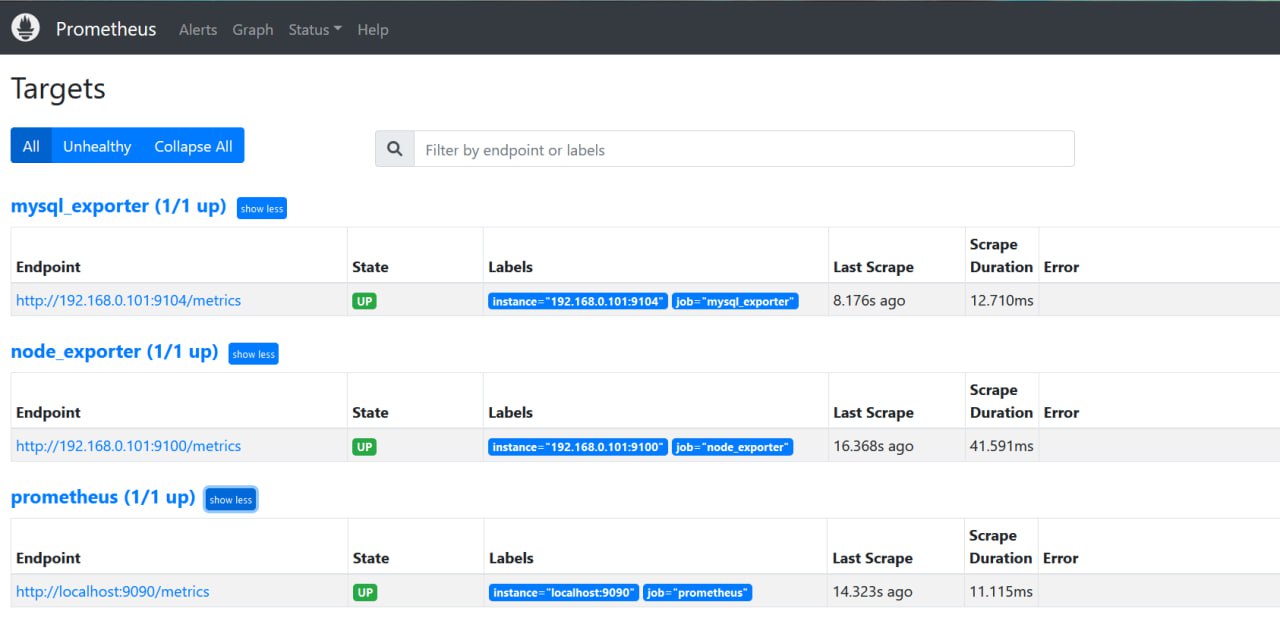 Prometheus Alerts Graph Status Help
Targets
All Unhealthy Collapse All
Filter by endpoint or labels
mysql_exporter (1/1 up) show less
Endpoint State Labels Last Scrape Scrape Duration Error
http://192.168.0.101:9104/metrics UP instance="192.168.0.101:9104" job="mysql_exporter" 8.176s ago 12.710ms
node_exporter (1/1 up) show less
Endpoint State Labels Last Scrape Scrape Duration Error
http://192.168.0.101:9100/metrics UP instance="192.168.0.101:9100" job="node_exporter" 16.368s ago 41.591ms
prometheus (1/1 up) show less
Endpoint State Labels Last Scrape Scrape Duration Error
http://localhost:9090/metrics UP instance="localhost:9090" job="prometheus" 14.323s ago 11.115ms